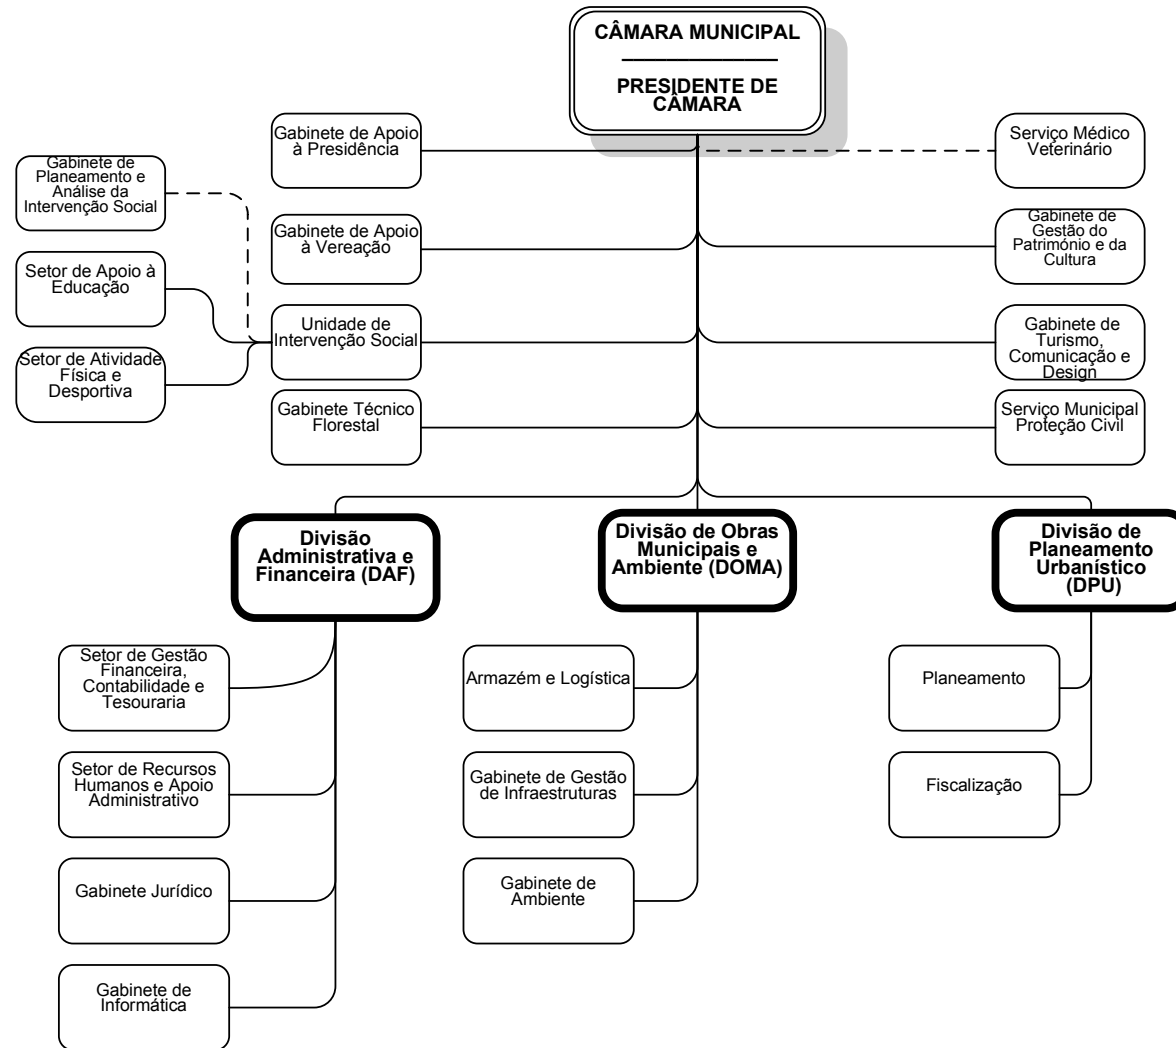 CÂMARA MUNICIPAL
PRESIDENTE DE
CÂMARA
Gabinete de Apoio
à Presidência
Serviço Médico
Veterinário
Gabinete de
Planeamento e
Análise da
Intervenção Social
Gabinete de Apoio
à Vereação
Gabinete de
Gestão do
Património e da
Cultura
Setor de Apoio à
Educação
Unidade de
Intervenção Social
Gabinete de
Turismo,
Comunicação e
Design
Setor de Atividade
Física e
Desportiva
Gabinete Técnico
Florestal
Serviço Municipal
Proteção Civil
Divisão
Administrativa e
Financeira (DAF)
Divisão de Obras
Municipais e
Ambiente (DOMA)
Divisão de
Planeamento
Urbanístico
(DPU)
Setor de Gestão
Financeira,
Contabilidade e
Tesouraria
Armazém e Logística
Planeamento
Setor de Recursos
Humanos e Apoio
Administrativo
Gabinete de Gestão
de Infraestruturas
Fiscalização
Gabinete Jurídico
Gabinete de
Ambiente
Gabinete de
Informática